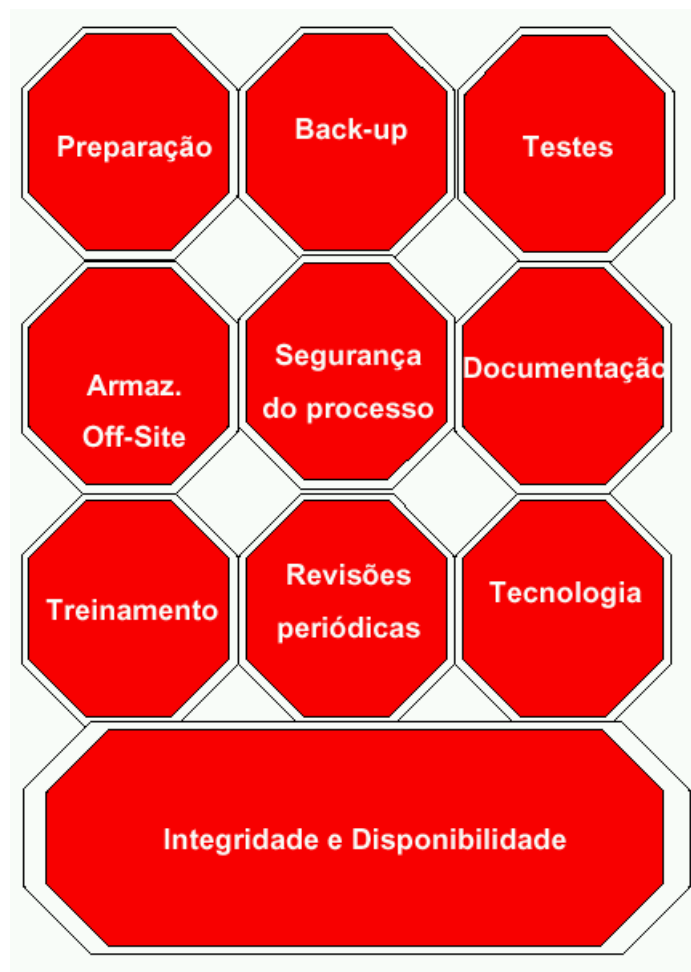 Preparação
Back-up
Testes
Armaz.
Off-Site
Segurança
do processo
Documentação
Treinamento
Revisões
periódicas
Tecnologia
Integridade e Disponibilidade